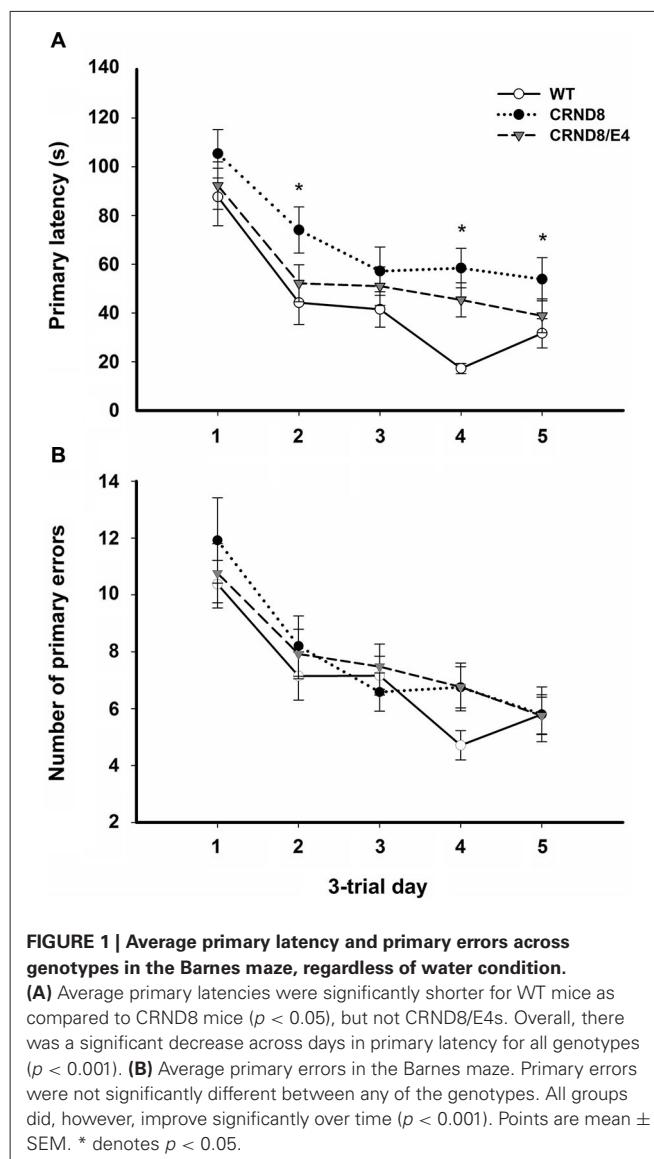 A
140
120
100
80
60
40
20
0
Primary latency (s)
WT
CRND8
CRND8/E4
*
*
*
1 2 3 4 5
B
14
12
10
8
6
4
2
Number of primary errors
1 2 3 4 5
3-trial day
FIGURE 1 | Average primary latency and primary errors across
genotypes in the Barnes maze, regardless of water condition.
(A) Average primary latencies were significantly shorter for WT mice as
compared to CRND8 mice (p < 0.05), but not CRND8/E4s. Overall, there
was a significant decrease across days in primary latency for all genotypes
(p < 0.001). (B) Average primary errors in the Barnes maze. Primary errors
were not significantly different between any of the genotypes. All groups
did, however, improve significantly over time (p < 0.001). Points are mean ±
SEM. * denotes p < 0.05.